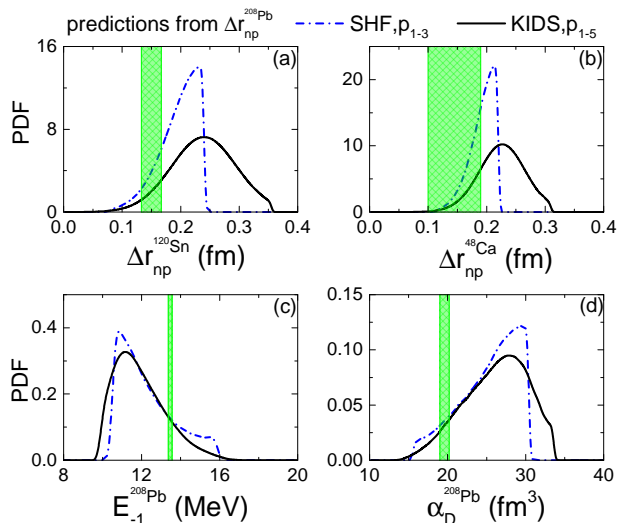 predictions from Δr_np^208Pb SHF,p1-3 KIDS,p1-5
16 (a) (b)
20
12
PDF
8
10
4
0 0
0.0 0.1 0.2 0.3 0.4 0.0 0.1 0.2 0.3 0.4
Δr_np^120Sn (fm) Δr_np^48Ca (fm)
0.15
(c) (d)
0.4
0.10
PDF
0.2
0.05
0.0 0.00
8 12 16 20 10 20 30 40
E_-1^208Pb (MeV) α_D^208Pb (fm^3)